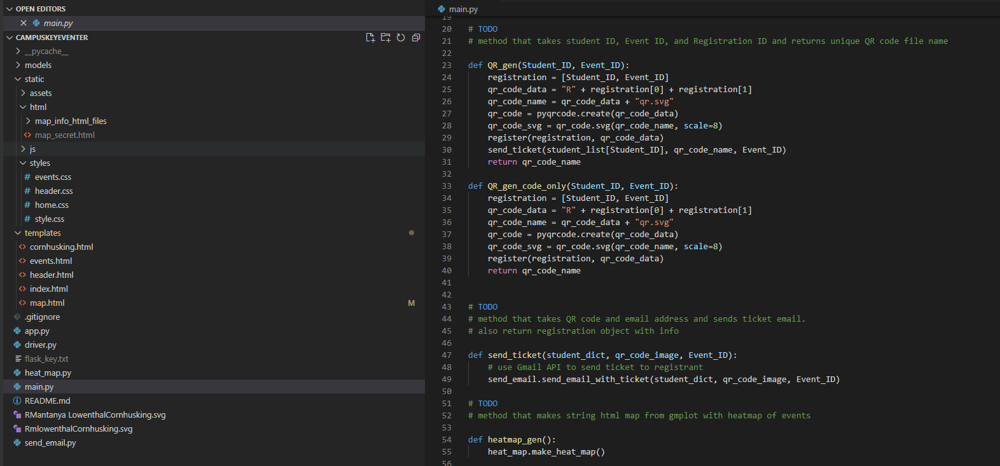 OPEN EDITORS
main.py
CAMPUSKEYEVENTER
__pycache__
models
static
assets
html
map_info_html_files
map_secret.html
js
styles
# events.css
# header.css
# home.css
# style.css
templates
<> cornhusking.html
<> events.html
<> header.html
<> index.html
<> map.html M
.gitignore
app.py
driver.py
flask_key.txt
heat_map.py
main.py
README.md
RMantanya LowenthalCornhusking.svg
RmlowenthalCornhusking.svg
send_email.py
main.py
19
20 # TODO
21 # method that takes student ID, Event ID, and Registration ID and returns unique QR code file name
22
23 def QR_gen(Student_ID, Event_ID):
24     registration = [Student_ID, Event_ID]
25     qr_code_data = "R" + registration[0] + registration[1]
26     qr_code_name = qr_code_data + "qr.svg"
27     qr_code = pyqrcode.create(qr_code_data)
28     qr_code_svg = qr_code.svg(qr_code_name, scale=8)
29     register(registration, qr_code_data)
30     send_ticket(student_list[Student_ID], qr_code_name, Event_ID)
31     return qr_code_name
32
33 def QR_gen_code_only(Student_ID, Event_ID):
34     registration = [Student_ID, Event_ID]
35     qr_code_data = "R" + registration[0] + registration[1]
36     qr_code_name = qr_code_data + "qr.svg"
37     qr_code = pyqrcode.create(qr_code_data)
38     qr_code_svg = qr_code.svg(qr_code_name, scale=8)
39     register(registration, qr_code_data)
40     return qr_code_name
41
42
43 # TODO
44 # method that takes QR code and email address and sends ticket email.
45 # also return registration object with info
46
47 def send_ticket(student_dict, qr_code_image, Event_ID):
48     # use Gmail API to send ticket to registrant
49     send_email.send_email_with_ticket(student_dict, qr_code_image, Event_ID)
50
51 # TODO
52 # method that makes string html map from gmplot with heatmap of events
53
54 def heatmap_gen():
55     heat_map.make_heat_map()
56